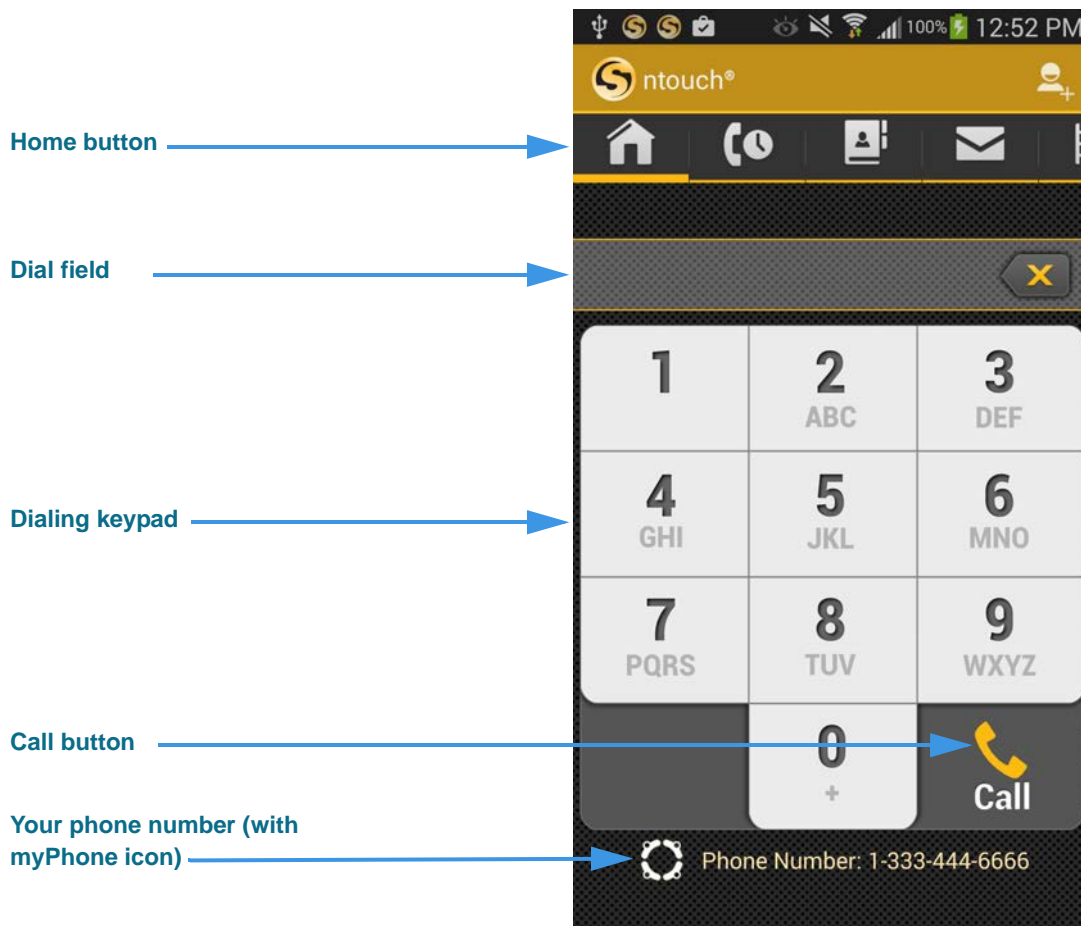 100% 12:52 PM
ntouch®
Home button
Dial field
1 2 3
ABC DEF
Dialing keypad
4 5 6
GHI JKL MNO
7 8 9
PQRS TUV WXYZ
Call button
0
+
Call
Your phone number (with
myPhone icon)
Phone Number: 1-333-444-6666